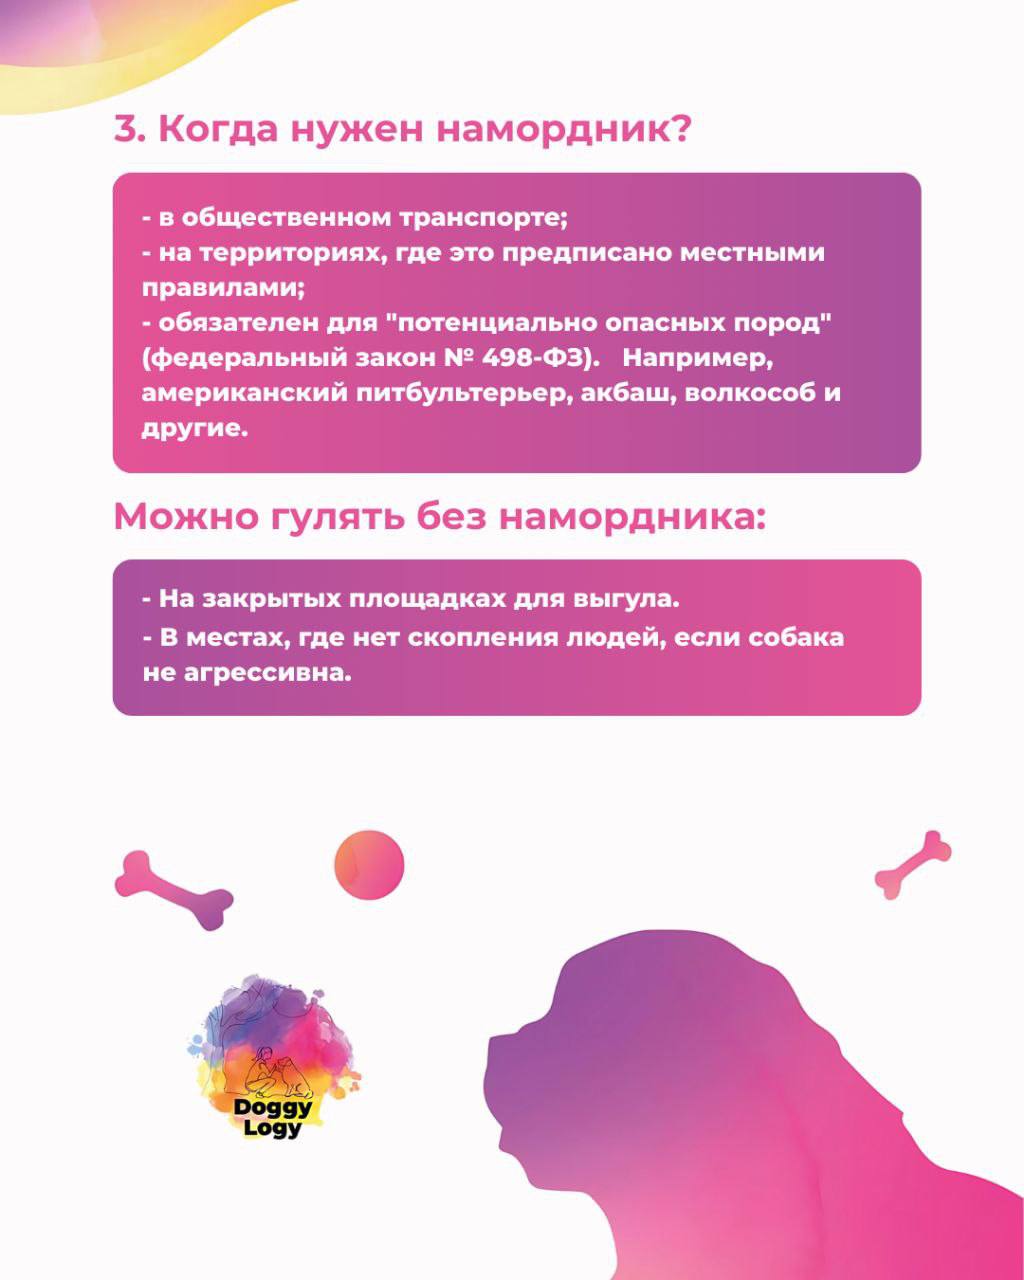 3. Когда нужен намордник?
- в общественном транспорте;
- на территориях, где это предписано местными
правилами;
- обязателен для "потенциально опасных пород"
(федеральный закон № 498-ФЗ).   Например,
американский питбультерьер, акбаш, волкособ и
другие.
Можно гулять без намордника:
- На закрытых площадках для выгула.
- В местах, где нет скопления людей, если собака
не агрессивна.
Doggy
Logy